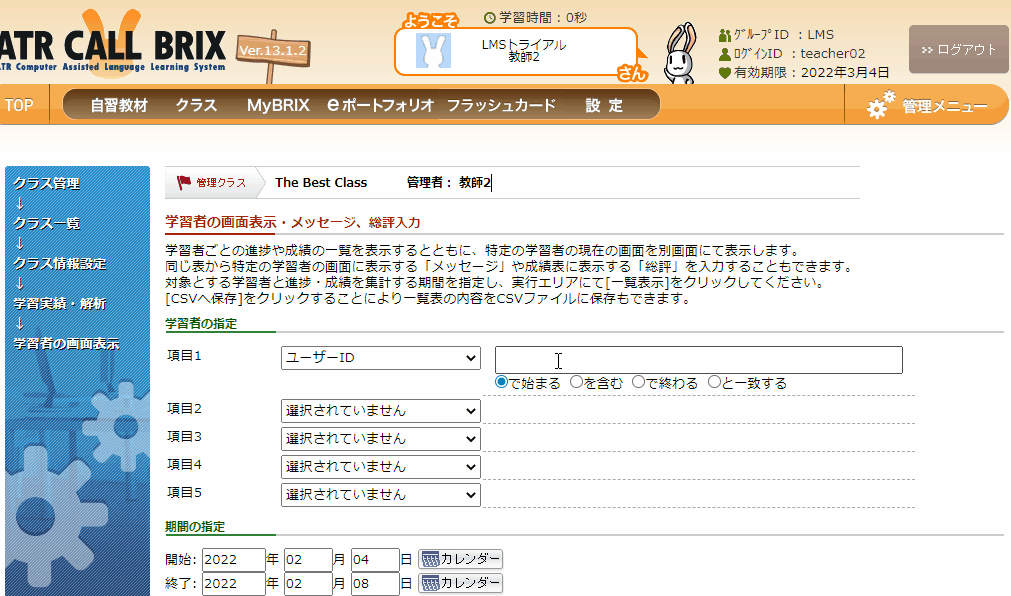 ATR CALL BRIX
ATR Computer Assisted Language Learning System
Ver.13.1.2
ようこそ
学習時間：0秒
LMSトライアル
教師2
さん
グループID ：LMS
ログインID ：teacher02
有効期限：2022年3月4日
>> ログアウト
TOP
自習教材 クラス MyBRIX eポートフォリオ フラッシュカード 設 定
管理メニュー
クラス管理
↓
クラス一覧
↓
クラス情報設定
↓
学習実績・解析
↓
学習者の画面表示
管理クラス The Best Class 管理者： 教師2
学習者の画面表示・メッセージ、総評入力
学習者ごとの進捗や成績の一覧を表示するとともに、特定の学習者の現在の画面を別画面にて表示します。
同じ表から特定の学習者の画面に表示する「メッセージ」や成績表に表示する「総評」を入力することもできます。
対象とする学習者と進捗・成績を集計する期間を指定し、実行エリアにて[一覧表示]をクリックしてください。
[CSVへ保存]をクリックすることにより一覧表の内容をCSVファイルに保存もできます。
学習者の指定
項目1 ユーザーID
で始まる を含む で終わる と一致する
項目2 選択されていません
項目3 選択されていません
項目4 選択されていません
項目5 選択されていません
期間の指定
開始: 2022 年 02 月 04 日 カレンダー
終了: 2022 年 02 月 08 日 カレンダー